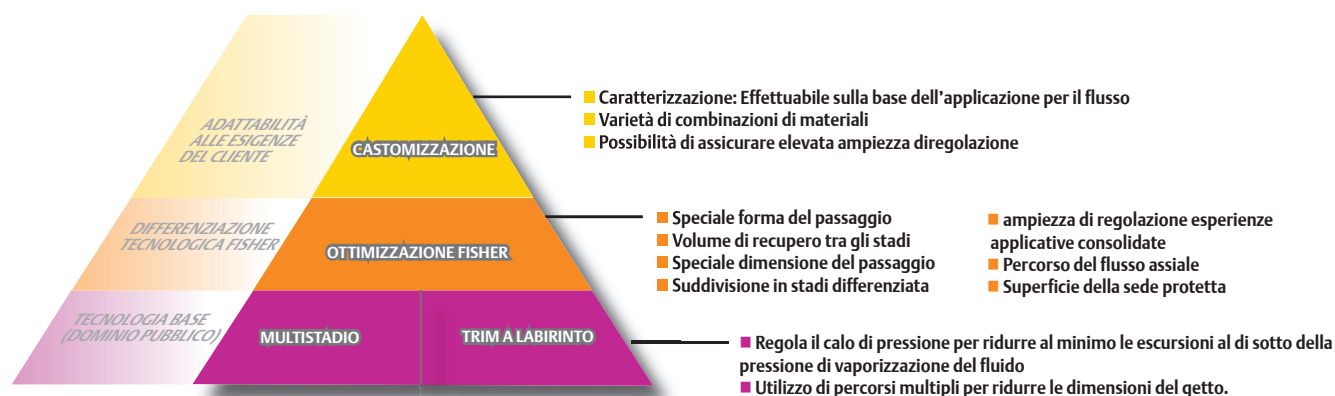 ADATTABILITÀ
ALLE ESIGENZE
DEL CLIENTE
CASTOMIZZAZIONE
Caratterizzazione: Effettuabile sulla base dell'applicazione per il flusso
Varietà di combinazioni di materiali
Possibilità di assicurare elevata ampiezza diregolazione
DIFFERENZIAZIONE
TECNOLOGICA FISHER
OTTIMIZZAZIONE FISHER
Speciale forma del passaggio
Volume di recupero tra gli stadi
Speciale dimensione del passaggio
Suddivisione in stadi differenziata
ampiezza di regolazione esperienze
applicative consolidate
Percorso del flusso assiale
Superficie della sede protetta
TECNOLOGIA BASE
(DOMINIO PUBBLICO)
MULTISTADIO
TRIM A LABIRINTO
Regola il calo di pressione per ridurre al minimo le escursioni al di sotto della
pressione di vaporizzazione del fluido
Utilizzo di percorsi multipli per ridurre le dimensioni del getto.